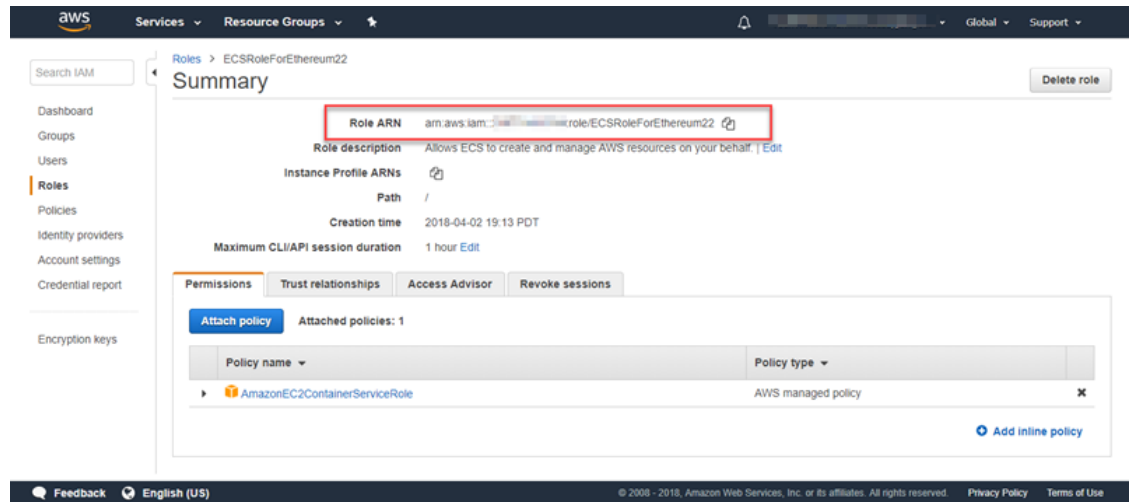 aws Services Resource Groups Global Support
Search IAM
Dashboard
Groups
Users
Roles
Policies
Identity providers
Account settings
Credential report
Encryption keys
Roles > ECSRoleForEthereum22
Summary
Delete role
Role ARN arn:aws:iam:: :role/ECSRoleForEthereum22
Role description Allows ECS to create and manage AWS resources on your behalf. | Edit
Instance Profile ARNs
Path /
Creation time 2018-04-02 19:13 PDT
Maximum CLI/API session duration 1 hour Edit
Permissions Trust relationships Access Advisor Revoke sessions
Attach policy Attached policies: 1
Policy name Policy type
AmazonEC2ContainerServiceRole AWS managed policy
Add inline policy
Feedback English (US) © 2008 - 2018, Amazon Web Services, Inc. or its affiliates. All rights reserved. Privacy Policy Terms of Use